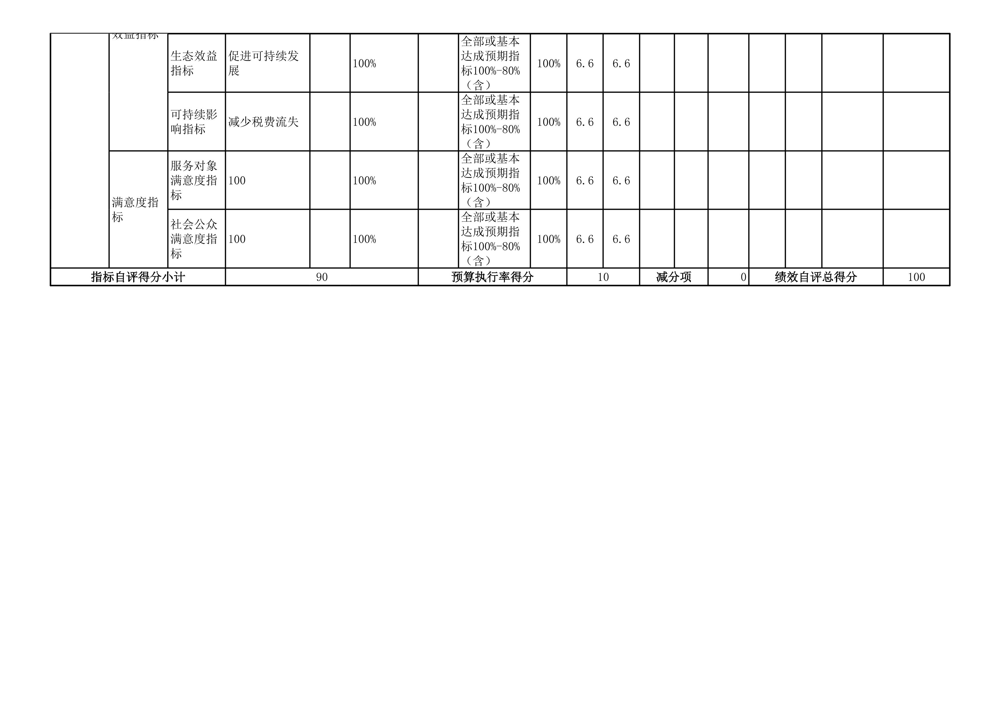 效益指标
生态效益
指标
促进可持续发
展
100%
全部或基本
达成预期指
标100%-80%
（含）
100%
6.6
6.6
可持续影
响指标
减少税费流失
100%
全部或基本
达成预期指
标100%-80%
（含）
100%
6.6
6.6
满意度指
标
服务对象
满意度指
标
100
100%
全部或基本
达成预期指
标100%-80%
（含）
100%
6.6
6.6
社会公众
满意度指
标
100
100%
全部或基本
达成预期指
标100%-80%
（含）
100%
6.6
6.6
指标自评得分小计
90
预算执行率得分
10
减分项
0
绩效自评总得分
100